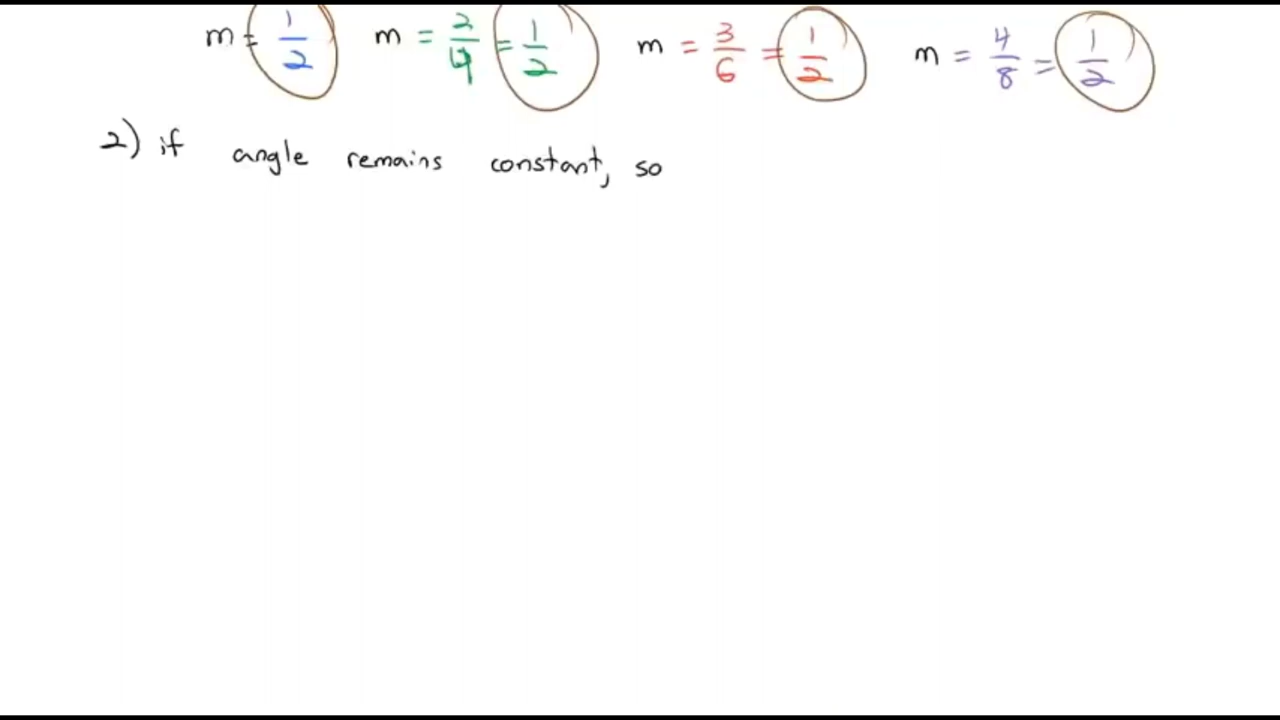 m = 1/2 m = 2/4 = 1/2 m = 3/6 = 1/2 m = 4/8 = 1/2
2) if angle remains constant, so